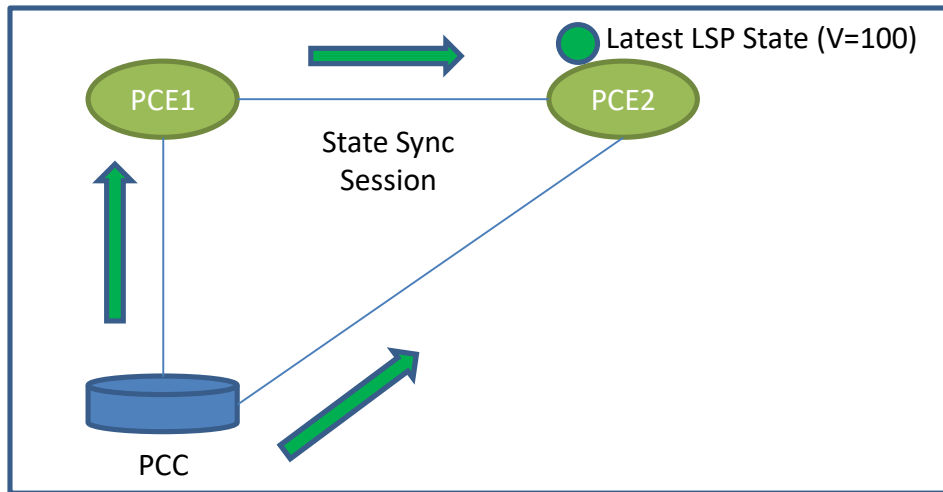 Latest LSP State (V=100)
PCE1
PCE2
State Sync
Session
PCC